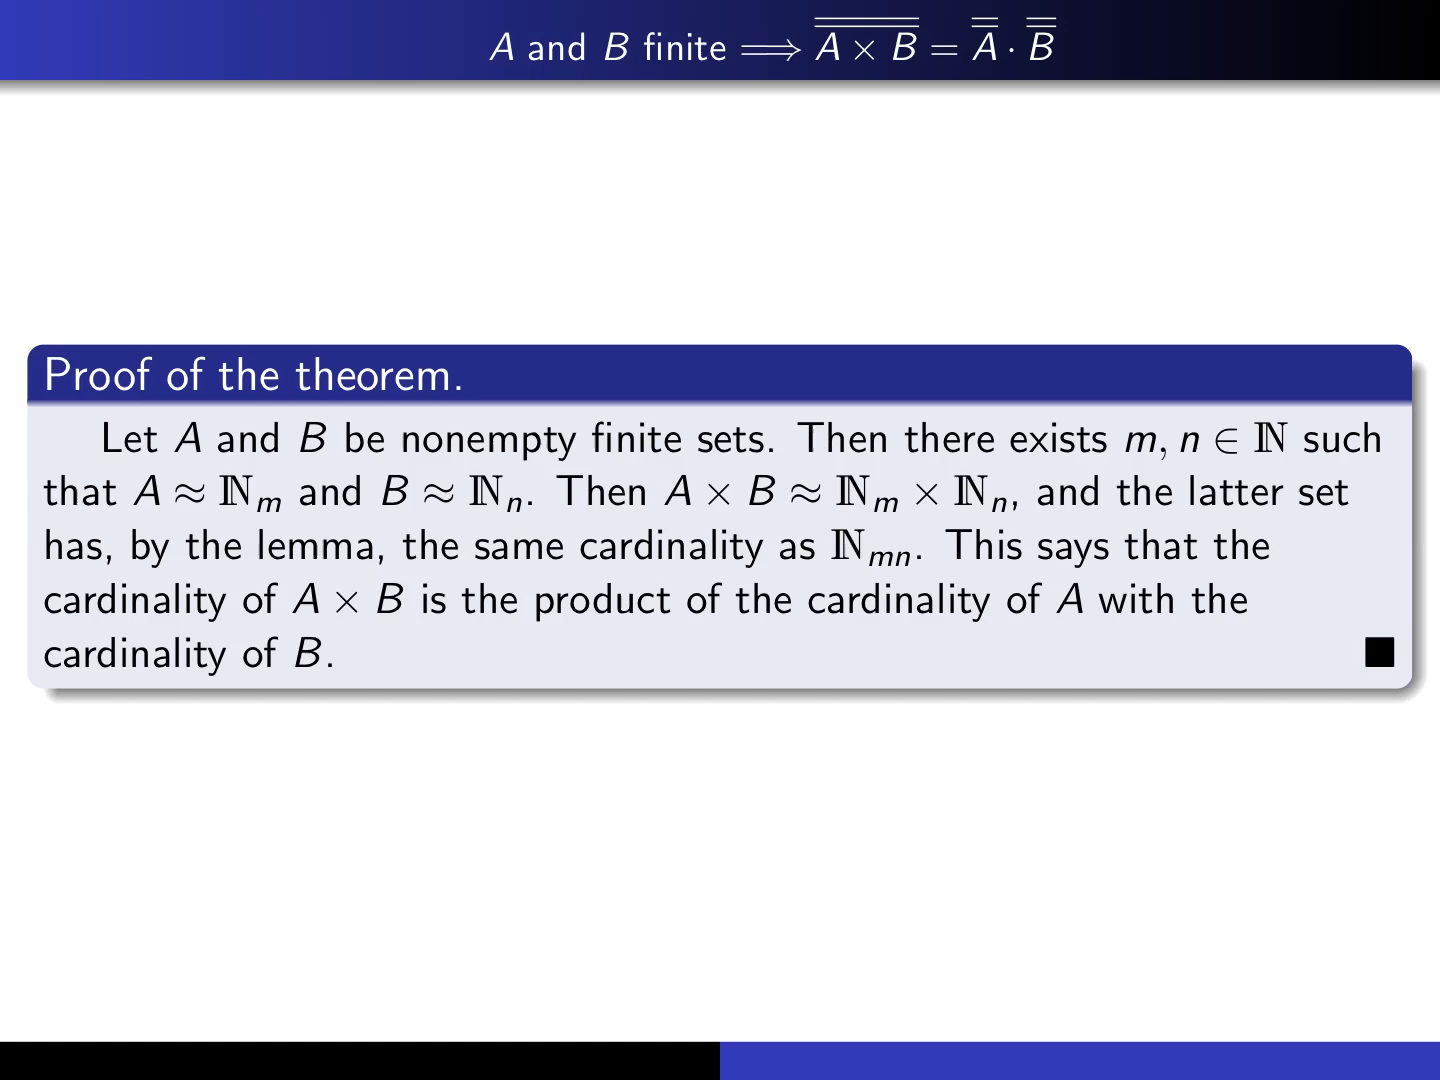 A and B finite ⟹ \overline{\overline{A × B}} = \overline{\overline{A}} · \overline{\overline{B}}
Proof of the theorem.
Let A and B be nonempty finite sets. Then there exists m, n ∈ ℕ such
that A ≈ ℕ_m and B ≈ ℕ_n. Then A × B ≈ ℕ_m × ℕ_n, and the latter set
has, by the lemma, the same cardinality as ℕ_{mn}. This says that the
cardinality of A × B is the product of the cardinality of A with the
cardinality of B. ■